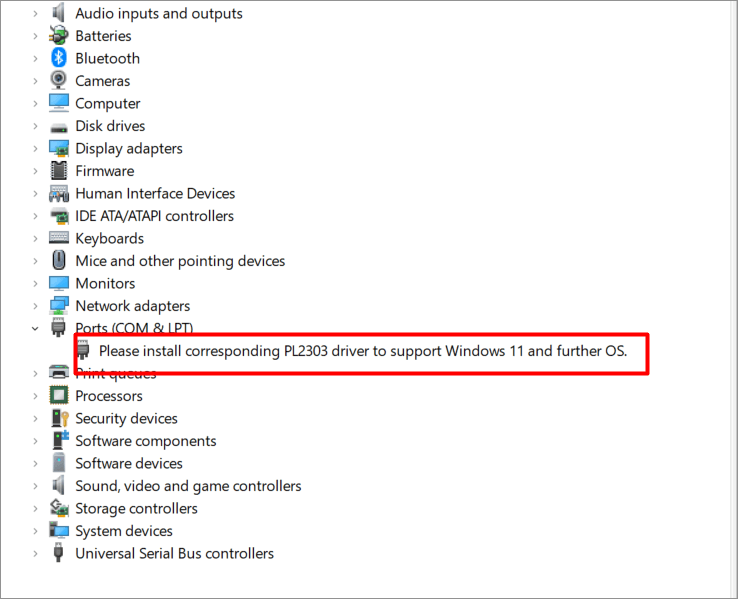 Audio inputs and outputs
Batteries
Bluetooth
Cameras
Computer
Disk drives
Display adapters
Firmware
Human Interface Devices
IDE ATA/ATAPI controllers
Keyboards
Mice and other pointing devices
Monitors
Network adapters
Ports (COM & LPT)
Please install corresponding PL2303 driver to support Windows 11 and further OS.
Print queues
Processors
Security devices
Software components
Software devices
Sound, video and game controllers
Storage controllers
System devices
Universal Serial Bus controllers